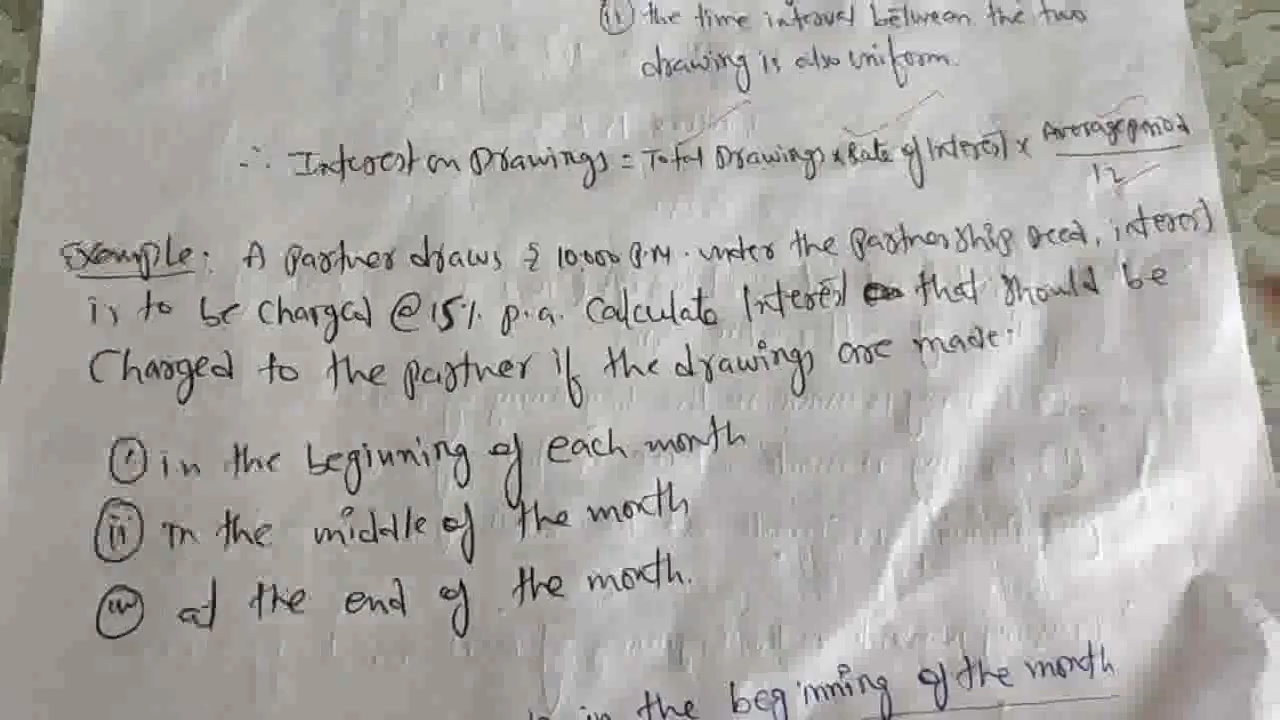 (ii) the time interval between the two
drawing is also uniform.
∴ Interest on Drawings = Total Drawings x Rate of Interest x Average period
12
Example: A partner draws ₹ 10,000 P.M. under the partnership deed, interest
is to be charged @ 15% p.a. Calculate Interest that should be
Charged to the partner if the drawings are made:
(i) in the beginning of each month
(ii) in the middle of the month
(iii) at the end of the month.
in the beginning of the month